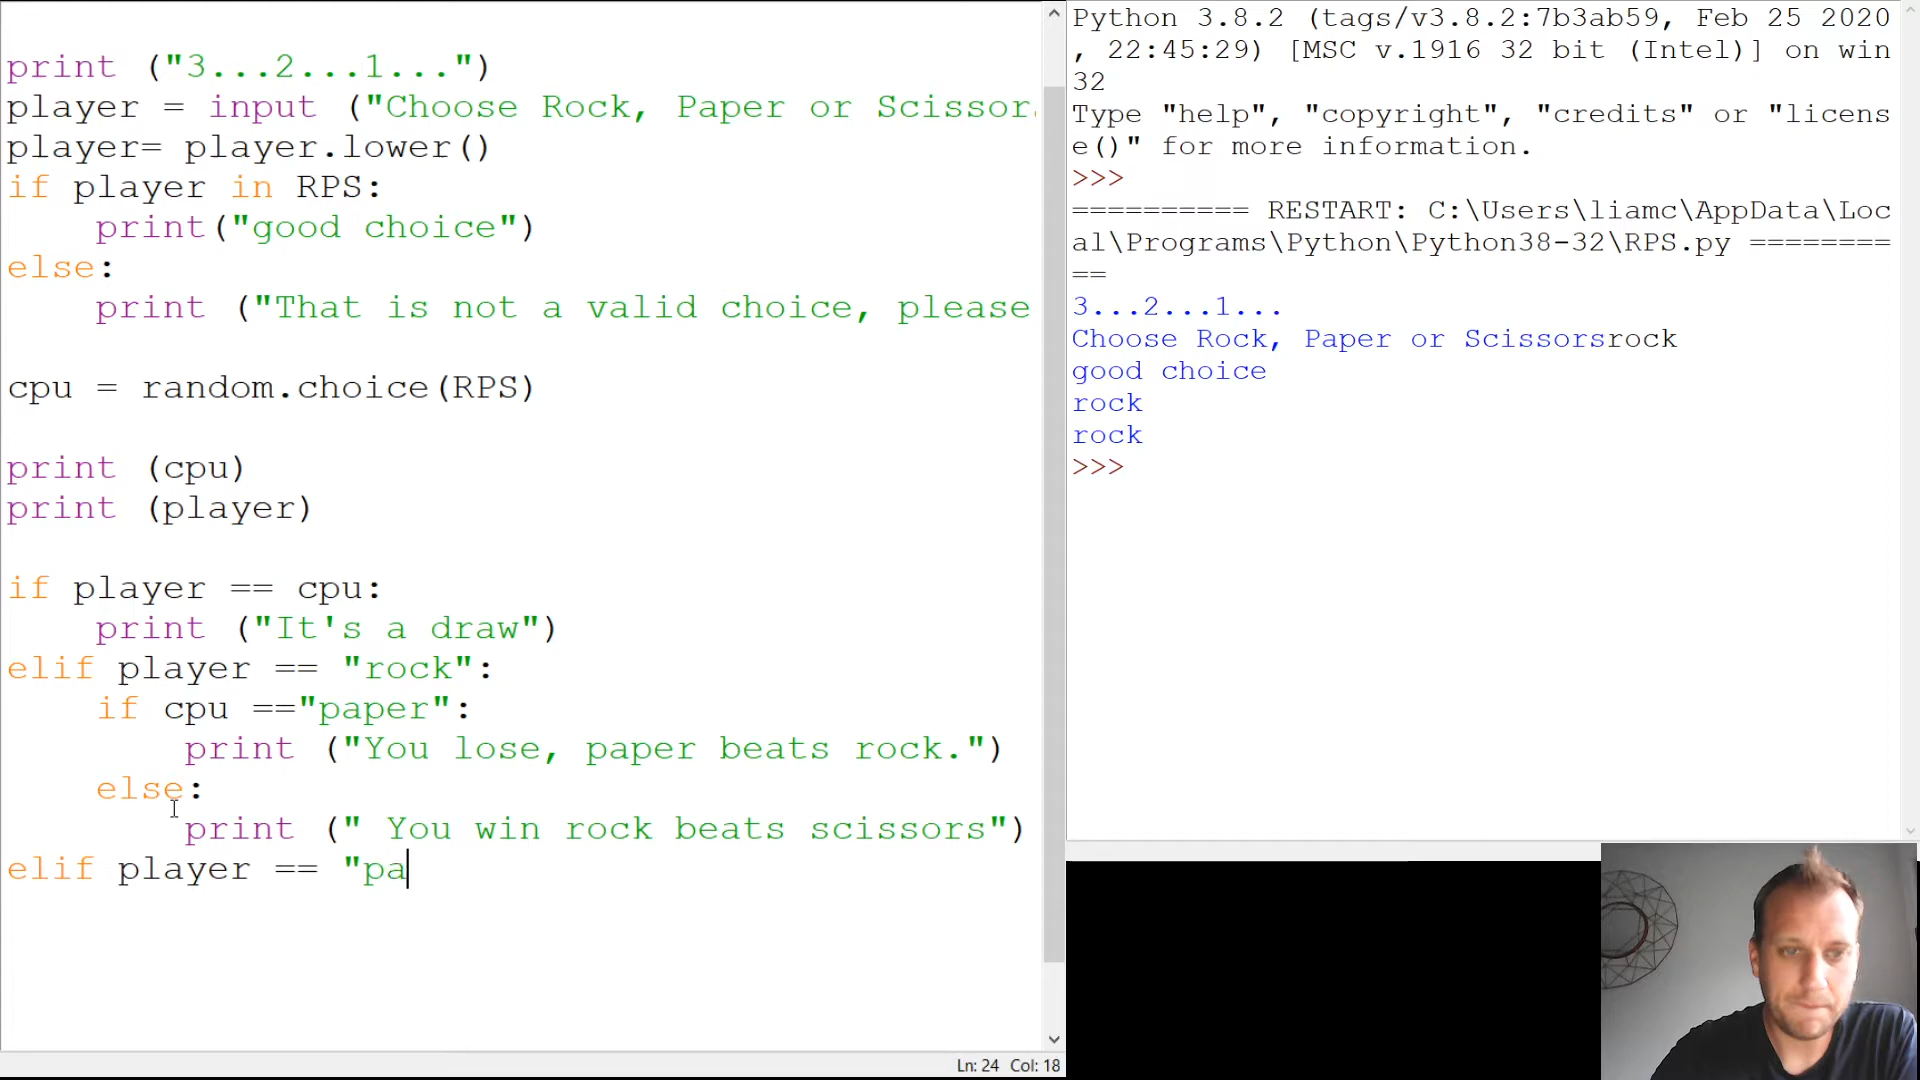 print ("3...2...1...")
player = input ("Choose Rock, Paper or Scissor
player= player.lower()
if player in RPS:
    print("good choice")
else:
    print ("That is not a valid choice, please
cpu = random.choice(RPS)
print (cpu)
print (player)
if player == cpu:
    print ("It's a draw")
elif player == "rock":
    if cpu =="paper":
        print ("You lose, paper beats rock.")
    else:
        print (" You win rock beats scissors")
elif player == "pa
Ln: 24 Col: 18
Python 3.8.2 (tags/v3.8.2:7b3ab59, Feb 25 2020
, 22:45:29) [MSC v.1916 32 bit (Intel)] on win
32
Type "help", "copyright", "credits" or "licens
e()" for more information.
>>>
========== RESTART: C:\Users\liamc\AppData\Loc
al\Programs\Python\Python38-32\RPS.py =========
==
3...2...1...
Choose Rock, Paper or Scissorsrock
good choice
rock
rock
>>>